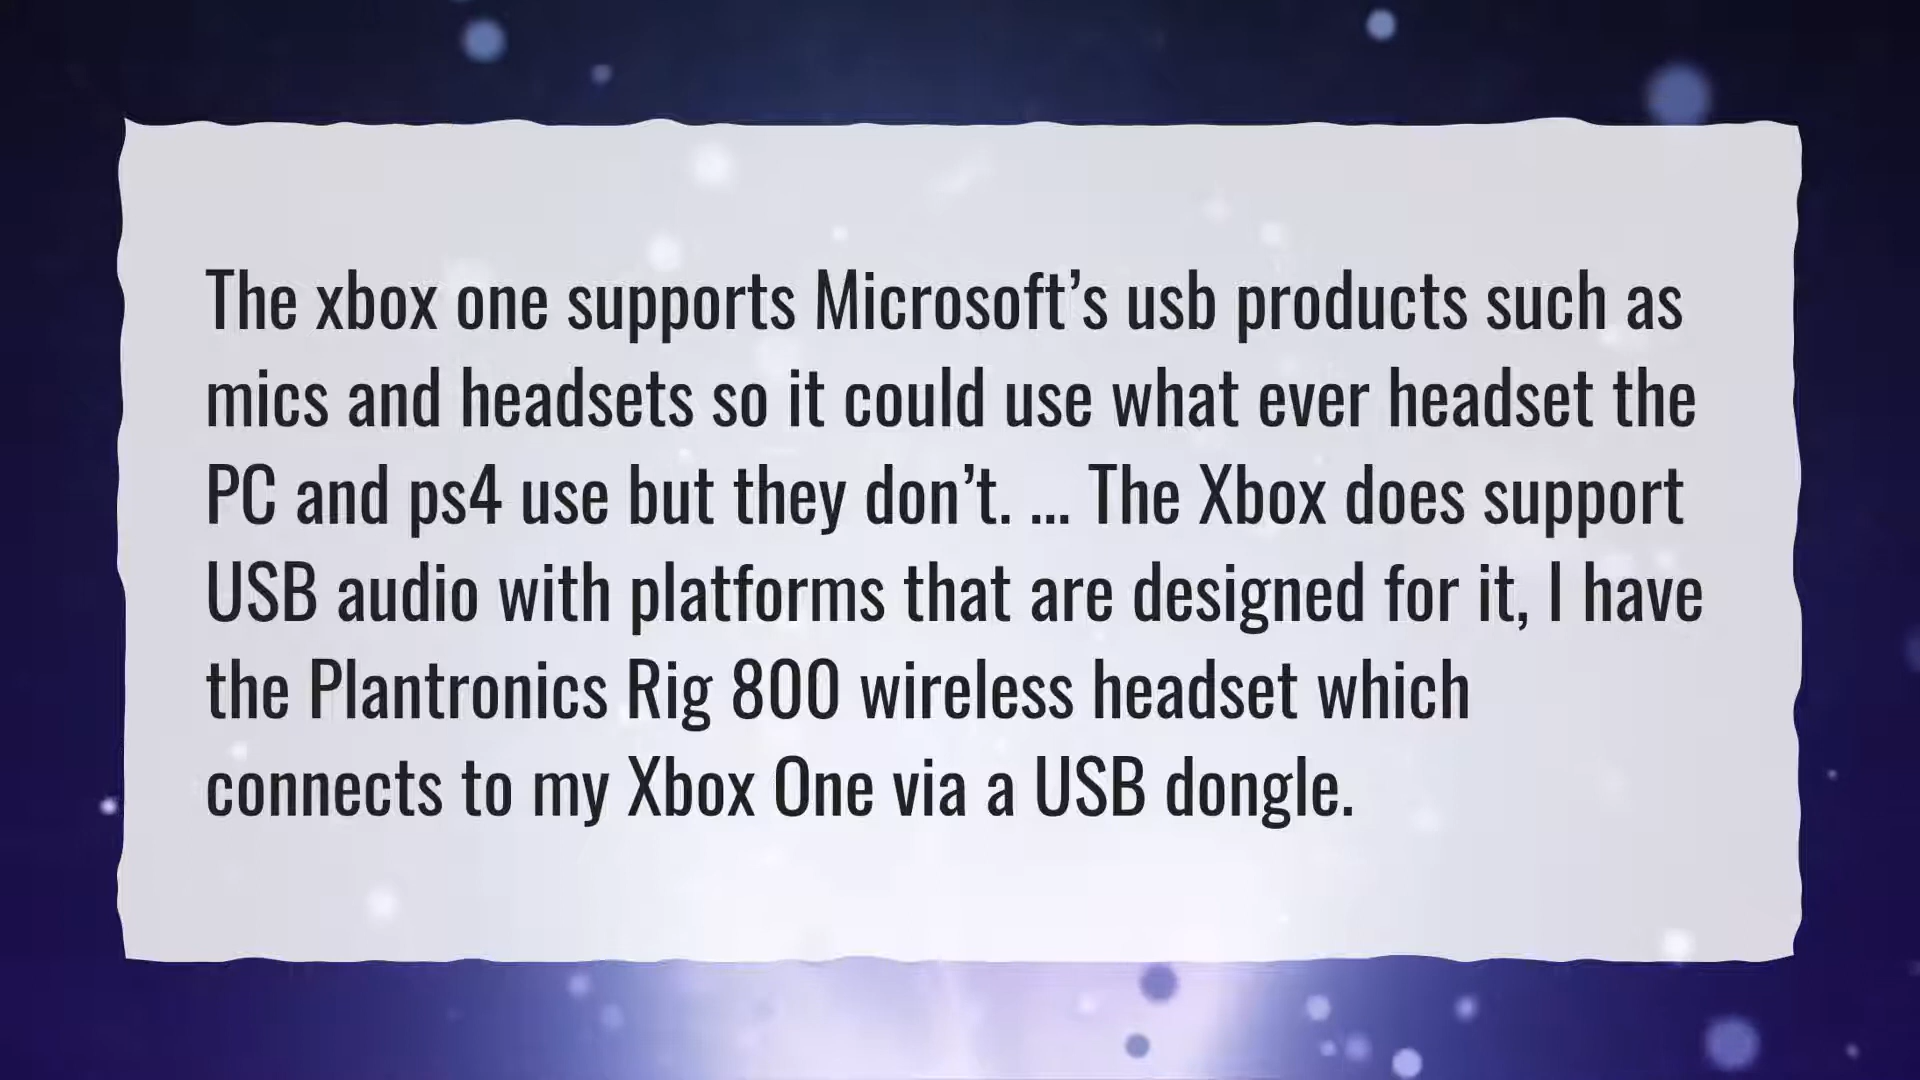 The xbox one supports Microsoft’s usb products such as
mics and headsets so it could use what ever headset the
PC and ps4 use but they don’t. ... The Xbox does support
USB audio with platforms that are designed for it, I have
the Plantronics Rig 800 wireless headset which
connects to my Xbox One via a USB dongle.